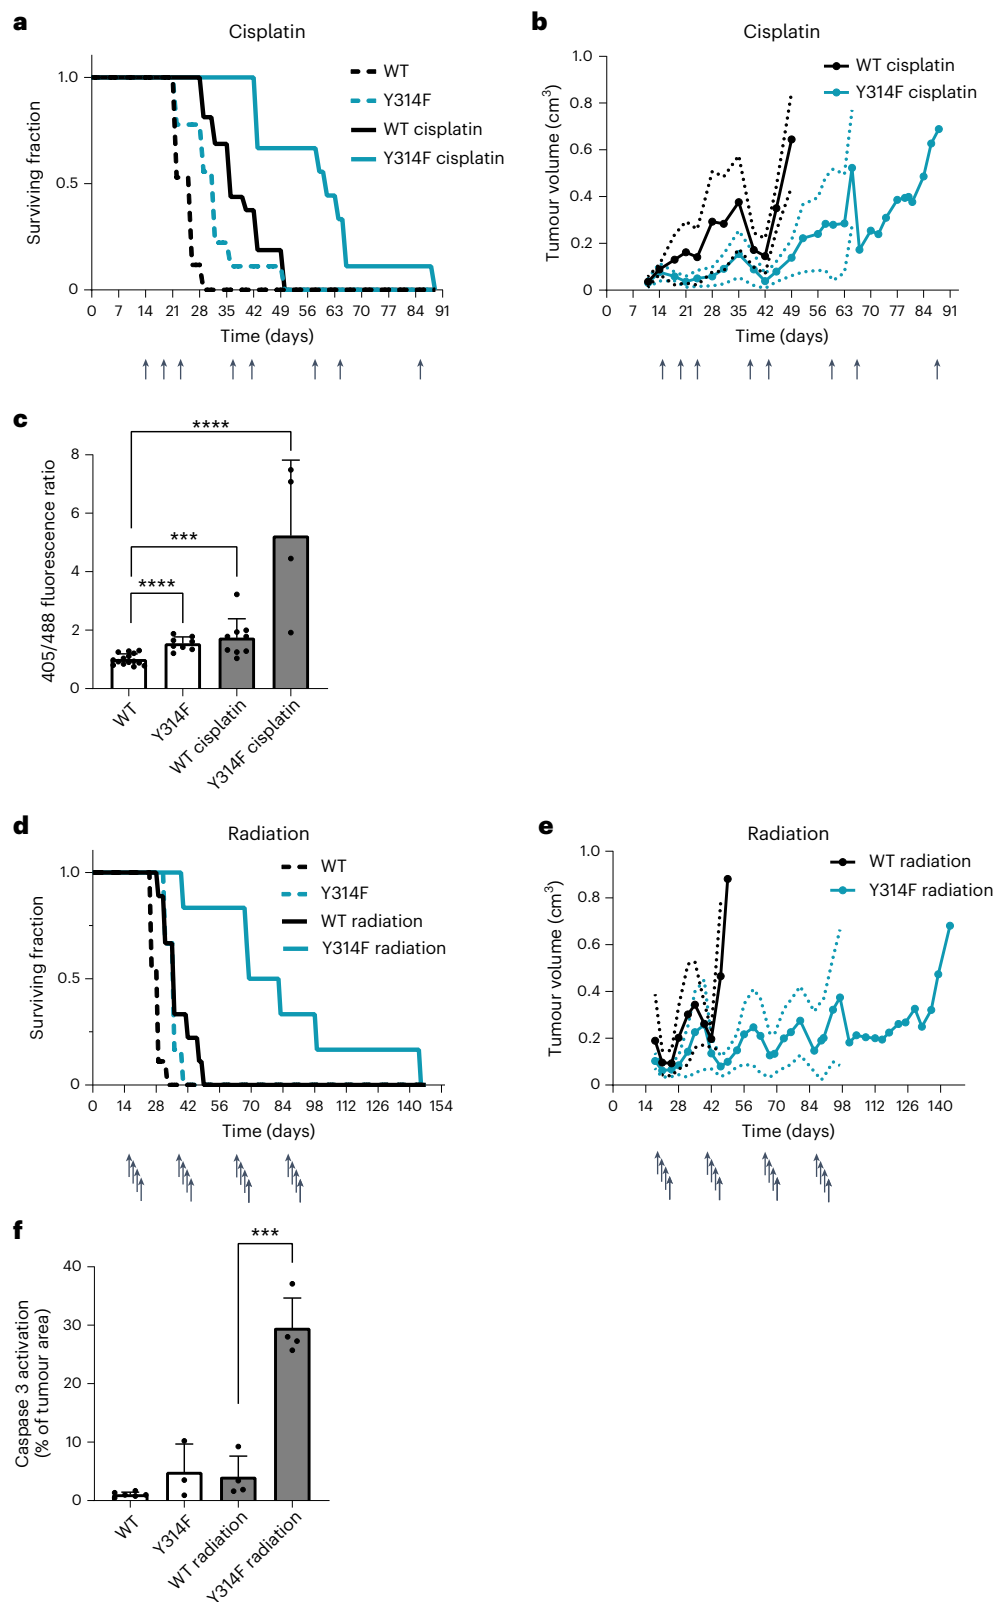 a
Cisplatin
1.0
0.5
0
Surviving fraction
WT
Y314F
WT cisplatin
Y314F cisplatin
0 7 14 21 28 35 42 49 56 63 70 77 84 91
Time (days)
b
Cisplatin
1.0
0.8
0.6
0.4
0.2
0
Tumour volume (cm³)
WT cisplatin
Y314F cisplatin
0 7 14 21 28 35 42 49 56 63 70 77 84 91
Time (days)
c
8
6
4
2
0
405/488 fluorescence ratio
****
***
****
WT
Y314F
WT cisplatin
Y314F cisplatin
d
Radiation
1.0
0.5
0
Surviving fraction
WT
Y314F
WT radiation
Y314F radiation
0 14 28 42 56 70 84 98 112 126 140 154
Time (days)
e
Radiation
1.0
0.8
0.6
0.4
0.2
0
Tumour volume (cm³)
WT radiation
Y314F radiation
0 14 28 42 56 70 84 98 112 126 140
Time (days)
f
40
30
20
10
0
Caspase 3 activation
(% of tumour area)
***
WT
Y314F
WT radiation
Y314F radiation